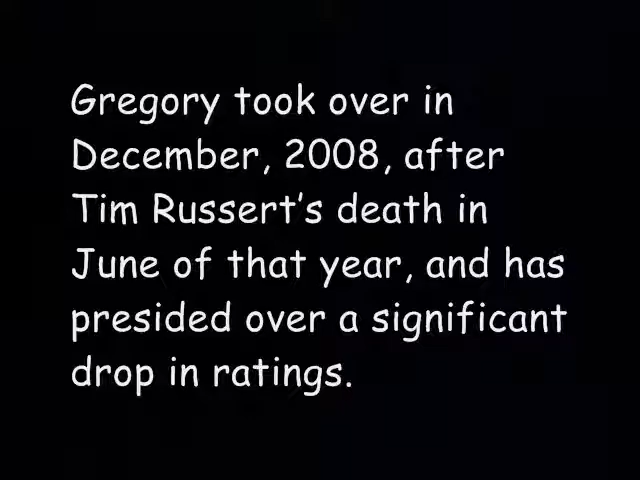 Gregory took over in
December, 2008, after
Tim Russert's death in
June of that year, and has
presided over a significant
drop in ratings.